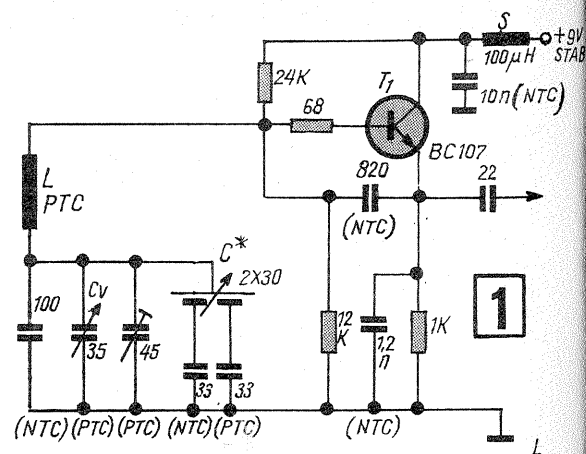 S
+9V
STAB
100µH
24K
T1
10n (NTC)
68
BC107
L
PTC
820
22
(NTC)
C*
2X30
100
Cv
35
45
33
33
12
K
1,2
n
1K
1
(NTC) (PTC) (PTC) (NTC) (PTC)
(NTC)
L